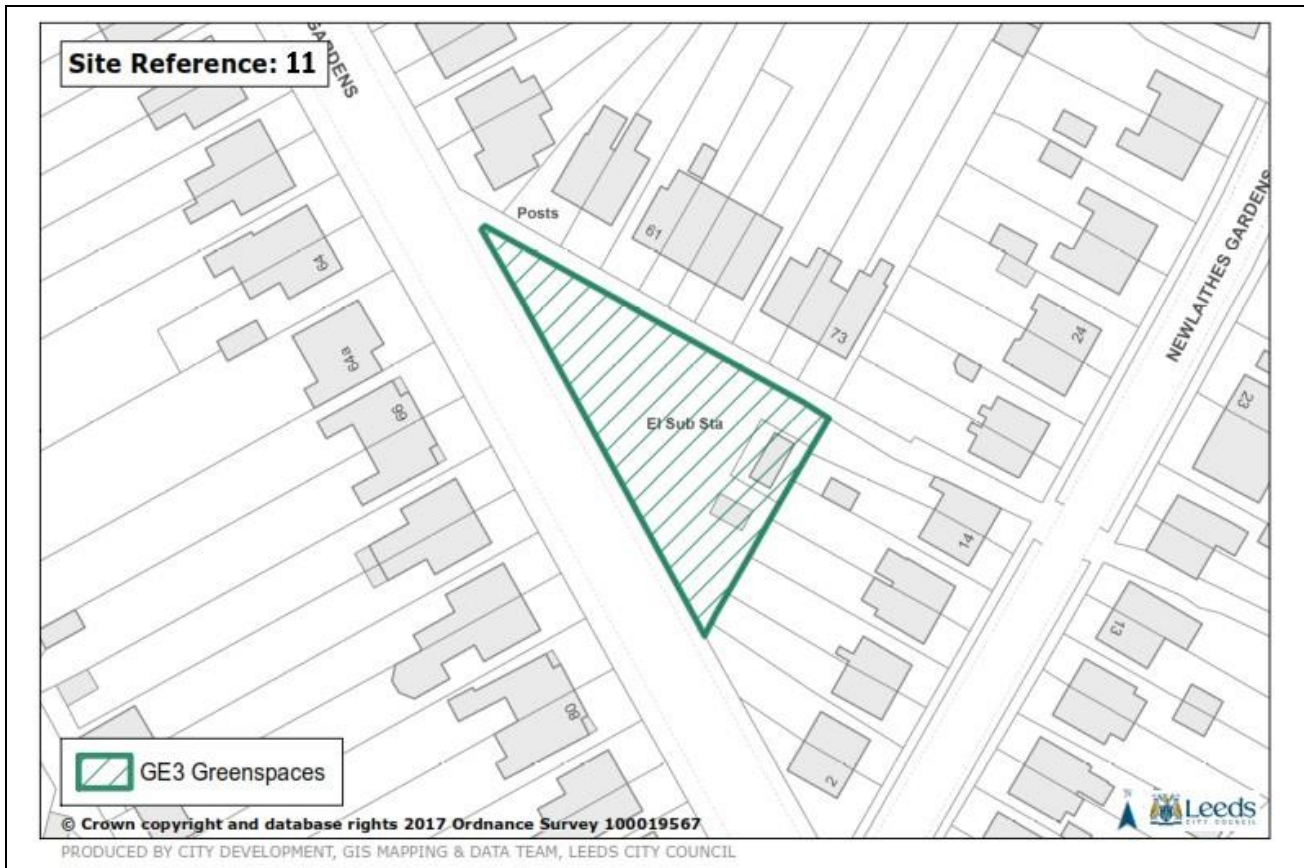 Site Reference: 11
GARDENS
Posts
61
64
73
24
NEWLAITHES GARDENS
64a
23
66
El Sub Sta
14
13
80
2
GE3 Greenspaces
N
Leeds
CITY COUNCIL
© Crown copyright and database rights 2017 Ordnance Survey 100019567
PRODUCED BY CITY DEVELOPMENT, GIS MAPPING & DATA TEAM, LEEDS CITY COUNCIL